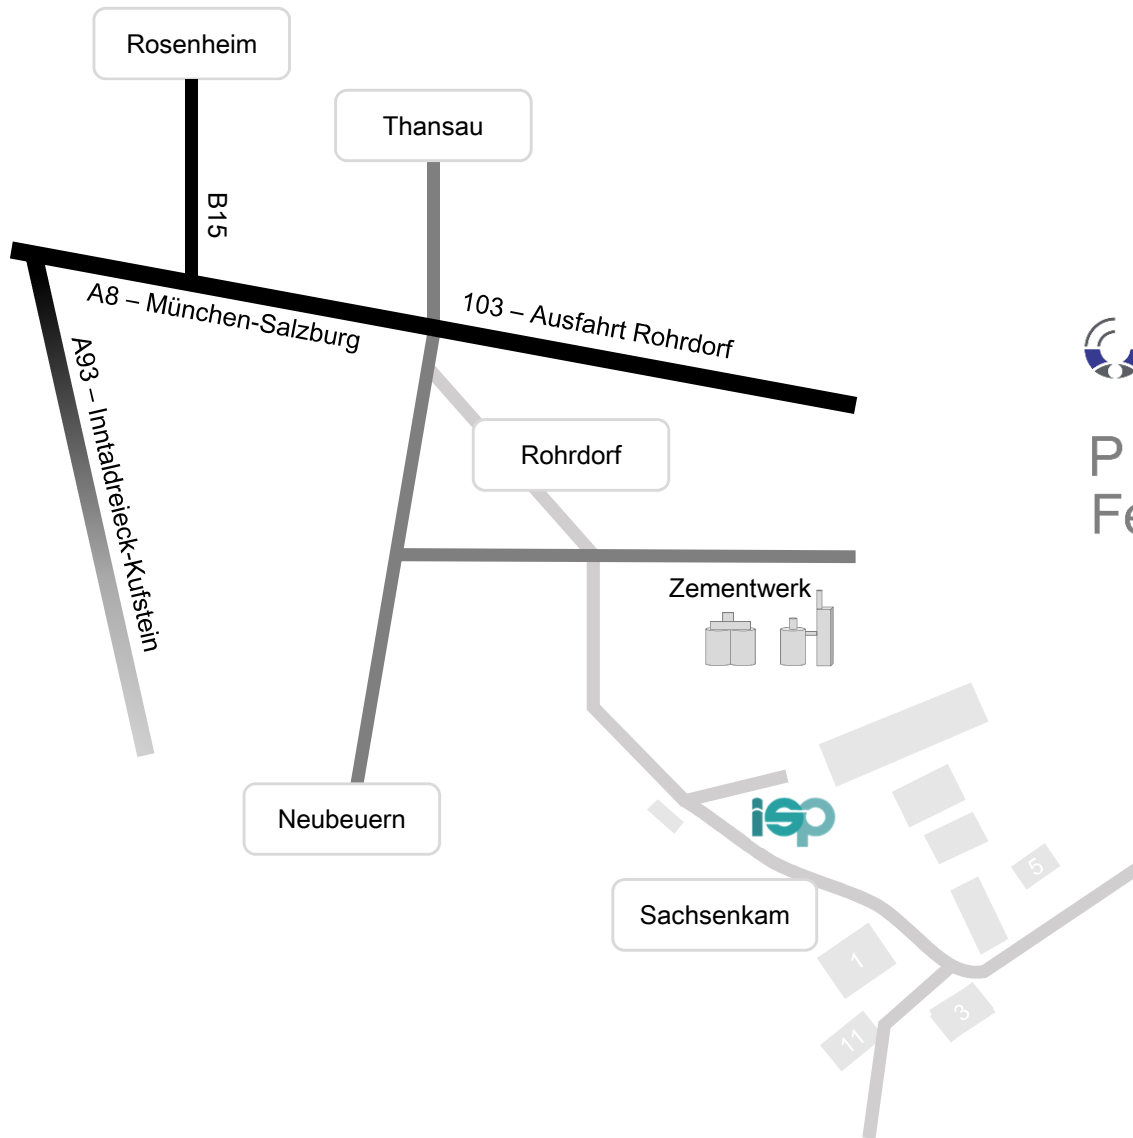 Rosenheim
Thansau
B15
A8 – München-Salzburg
103 – Ausfahrt Rohrdorf
A93 – Inntaldreieck-Kufstein
Rohrdorf
P
Fe
Zementwerk
isp
Neubeuern
5
Sachsenkam
1
3
11